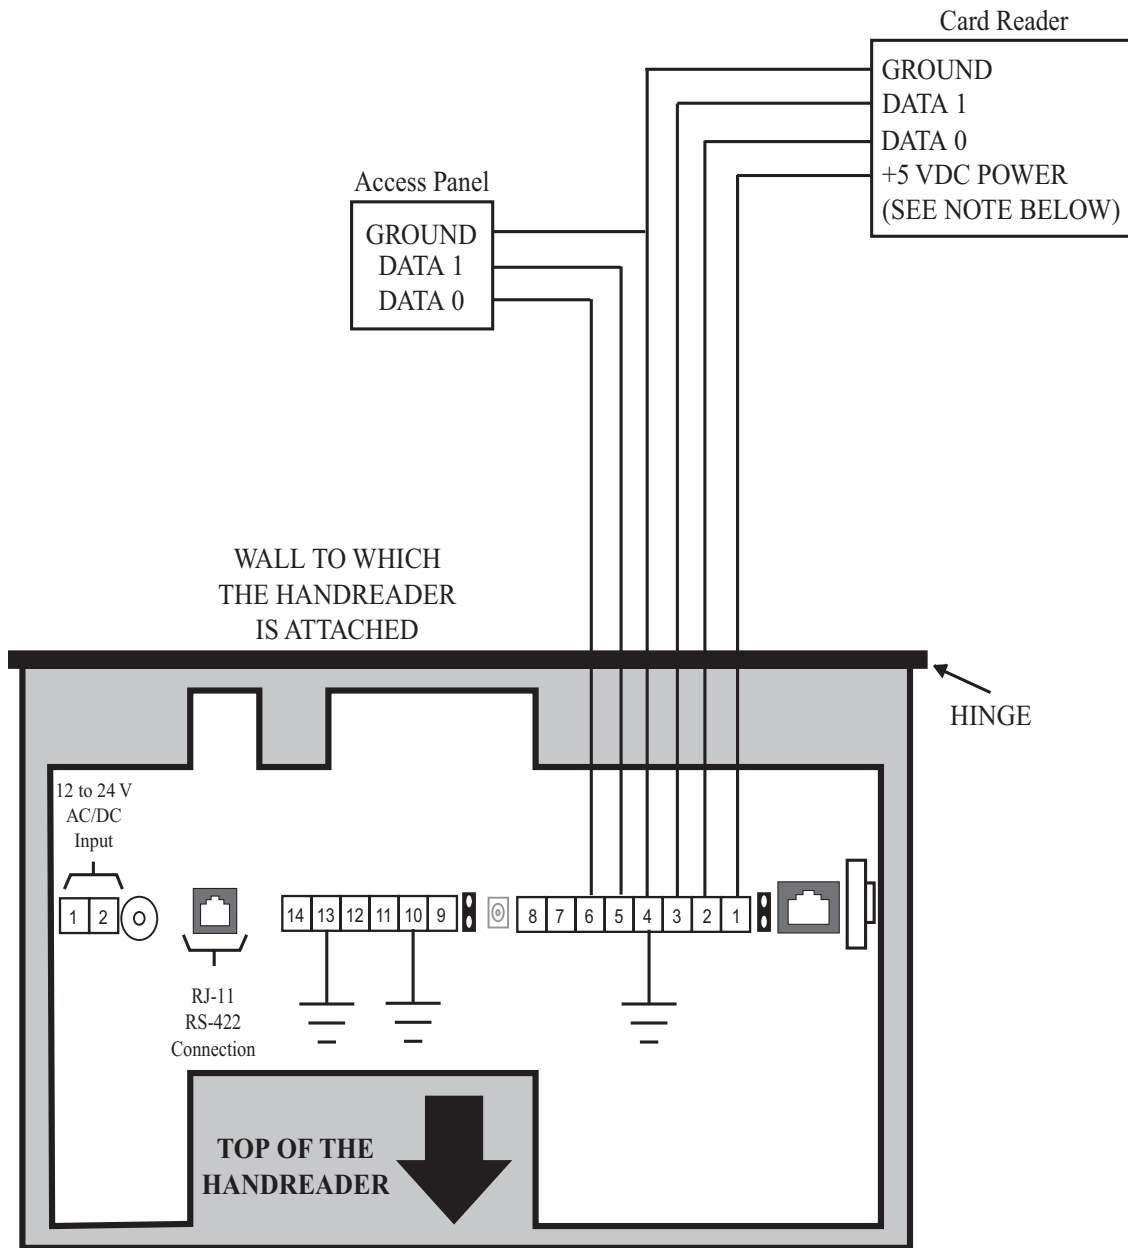 Card Reader
GROUND
DATA 1
DATA 0
+5 VDC POWER
(SEE NOTE BELOW)
Access Panel
GROUND
DATA 1
DATA 0
WALL TO WHICH
THE HANDREADER
IS ATTACHED
HINGE
12 to 24 V
AC/DC
Input
1 2
14 13 12 11 10 9
8 7 6 5 4 3 2 1
RJ-11
RS-422
Connection
TOP OF THE
HANDREADER